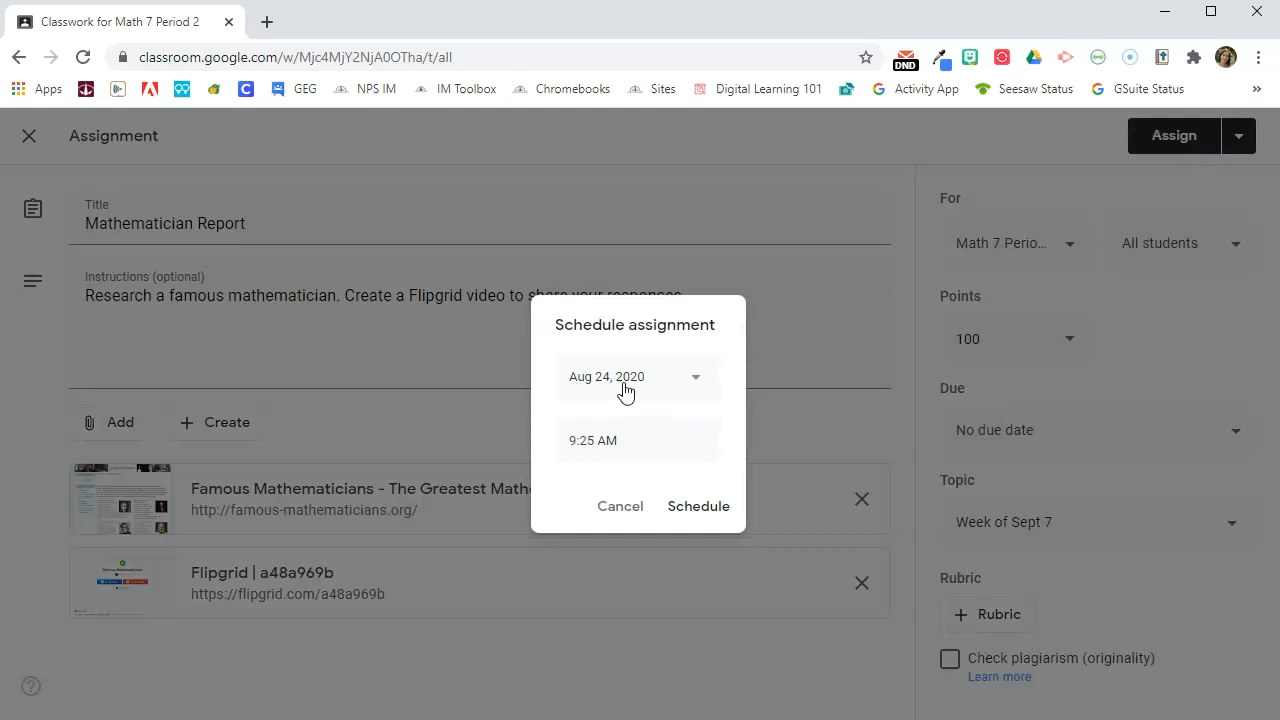 Classwork for Math 7 Period 2
classroom.google.com/w/Mjc4MjY2NjA0OTha/t/all
DND
Apps
GEG
NPS IM
IM Toolbox
Chromebooks
Sites
Digital Learning 101
Activity App
Seesaw Status
GSuite Status
Assignment
Assign
Title
Mathematician Report
Instructions (optional)
Research a famous mathematician. Create a Flipgrid video to share your responses.
Add
Create
Famous Mathematicians - The Greatest Math
http://famous-mathematicians.org/
Flipgrid | a48a969b
https://flipgrid.com/a48a969b
Schedule assignment
Aug 24, 2020
9:25 AM
Cancel
Schedule
For
Math 7 Perio...
All students
Points
100
Due
No due date
Topic
Week of Sept 7
Rubric
Rubric
Check plagiarism (originality)
Learn more